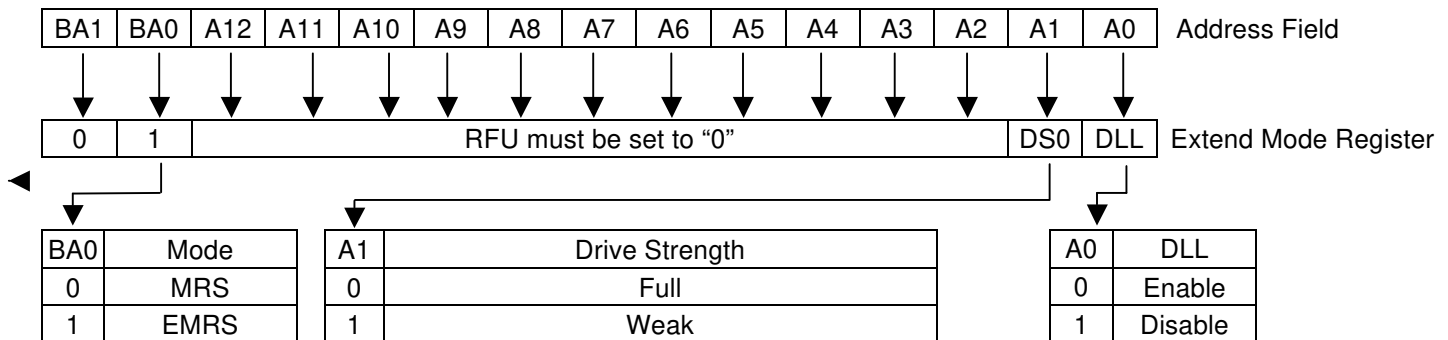 BA1 BA0 A12 A11 A10 A9 A8 A7 A6 A5 A4 A3 A2 A1 A0 Address Field
0 1 RFU must be set to “0” DS0 DLL Extend Mode Register
BA0 Mode A1 Drive Strength A0 DLL
0 MRS 0 Full 0 Enable
1 EMRS 1 Weak 1 Disable